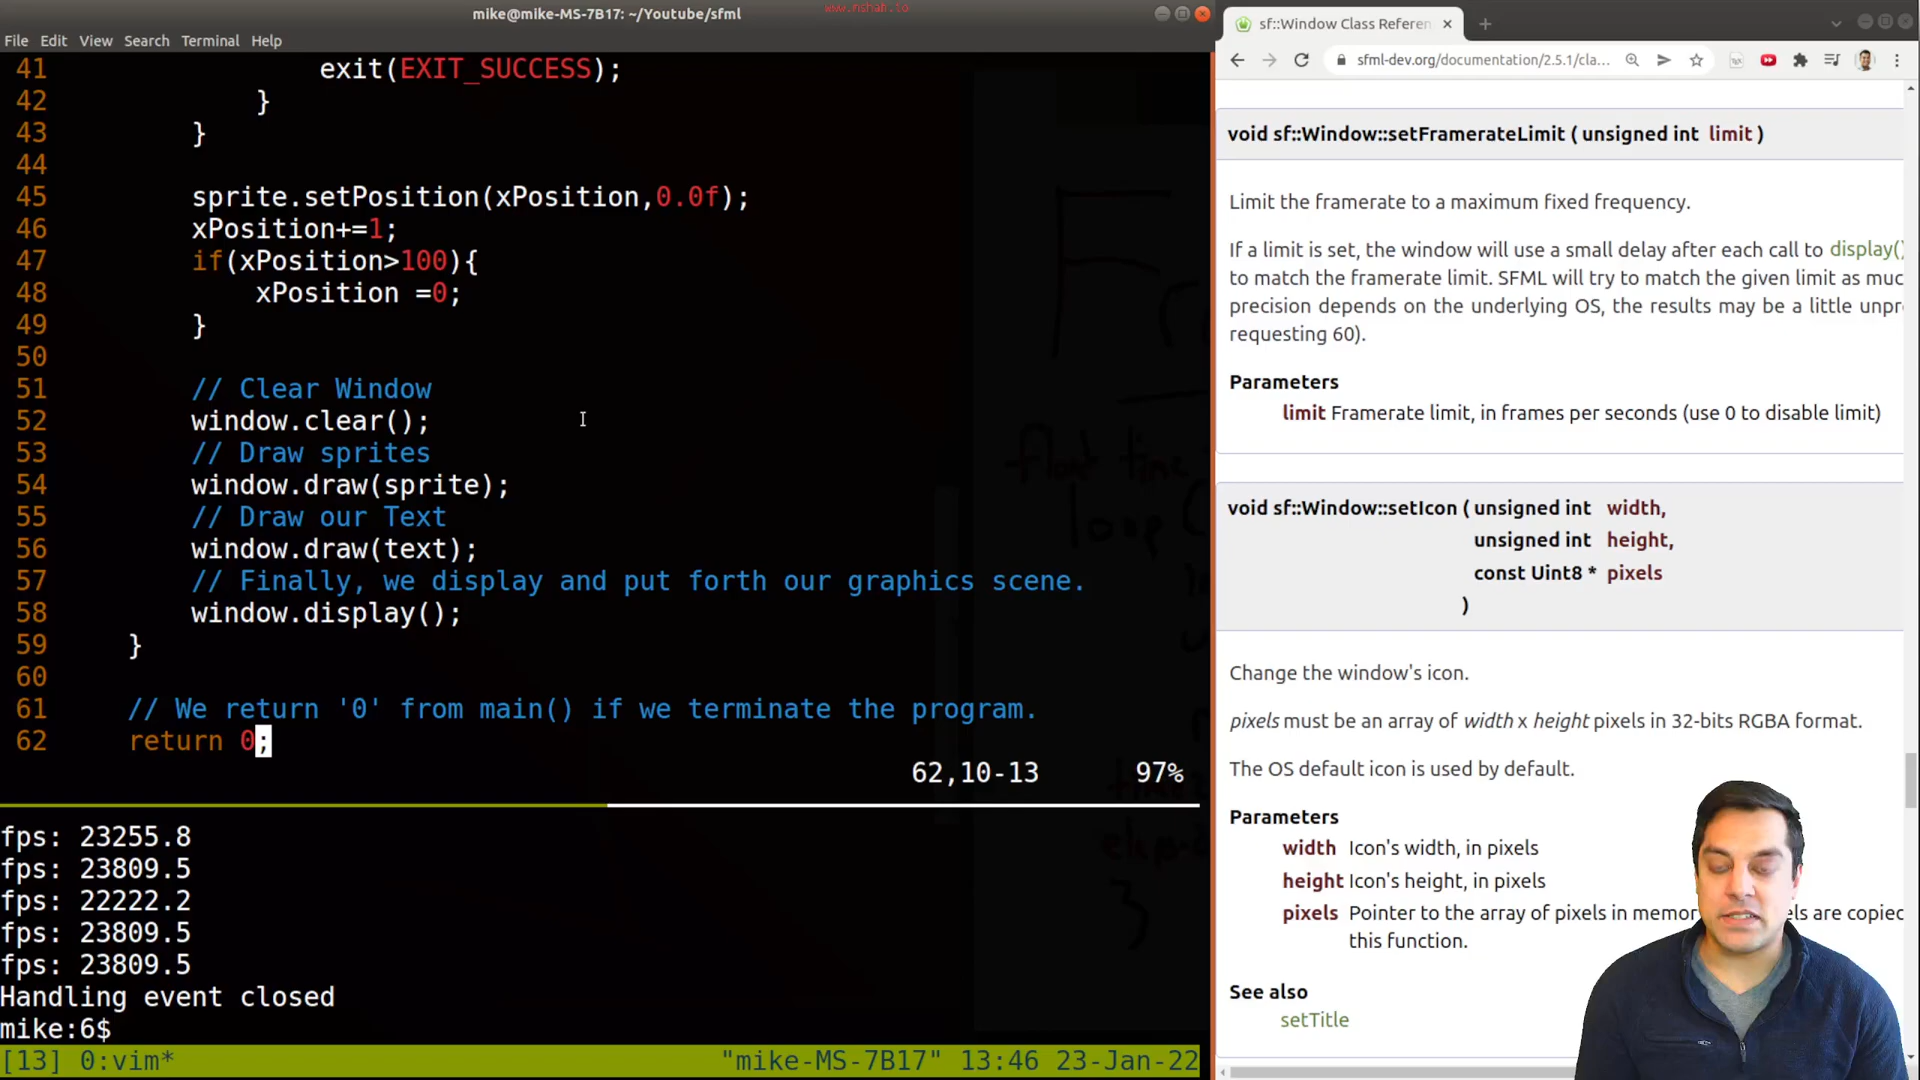 mike@mike-MS-7B17: ~/Youtube/sfml
www.mshah.io
File Edit View Search Terminal Help
41 exit(EXIT_SUCCESS);
42 }
43 }
44
45 sprite.setPosition(xPosition,0.0f);
46 xPosition+=1;
47 if(xPosition>100){
48 xPosition =0;
49 }
50
51 // Clear Window
52 window.clear();
53 // Draw sprites
54 window.draw(sprite);
55 // Draw our Text
56 window.draw(text);
57 // Finally, we display and put forth our graphics scene.
58 window.display();
59 }
60
61 // We return '0' from main() if we terminate the program.
62 return 0;
62,10-13 97%
fps: 23255.8
fps: 23809.5
fps: 22222.2
fps: 23809.5
fps: 23809.5
Handling event closed
mike:6$
[13] 0:vim* "mike-MS-7B17" 13:46 23-Jan-22
sf::Window Class Referen
sfml-dev.org/documentation/2.5.1/cla...
void sf::Window::setFramerateLimit ( unsigned int limit )
Limit the framerate to a maximum fixed frequency.
If a limit is set, the window will use a small delay after each call to display()
to match the framerate limit. SFML will try to match the given limit as muc
precision depends on the underlying OS, the results may be a little unpr
requesting 60).
Parameters
limit Framerate limit, in frames per seconds (use 0 to disable limit)
void sf::Window::setIcon ( unsigned int width,
unsigned int height,
const Uint8 * pixels
)
Change the window's icon.
pixels must be an array of width x height pixels in 32-bits RGBA format.
The OS default icon is used by default.
Parameters
width Icon's width, in pixels
height Icon's height, in pixels
pixels Pointer to the array of pixels in memor els are copied
this function.
See also
setTitle